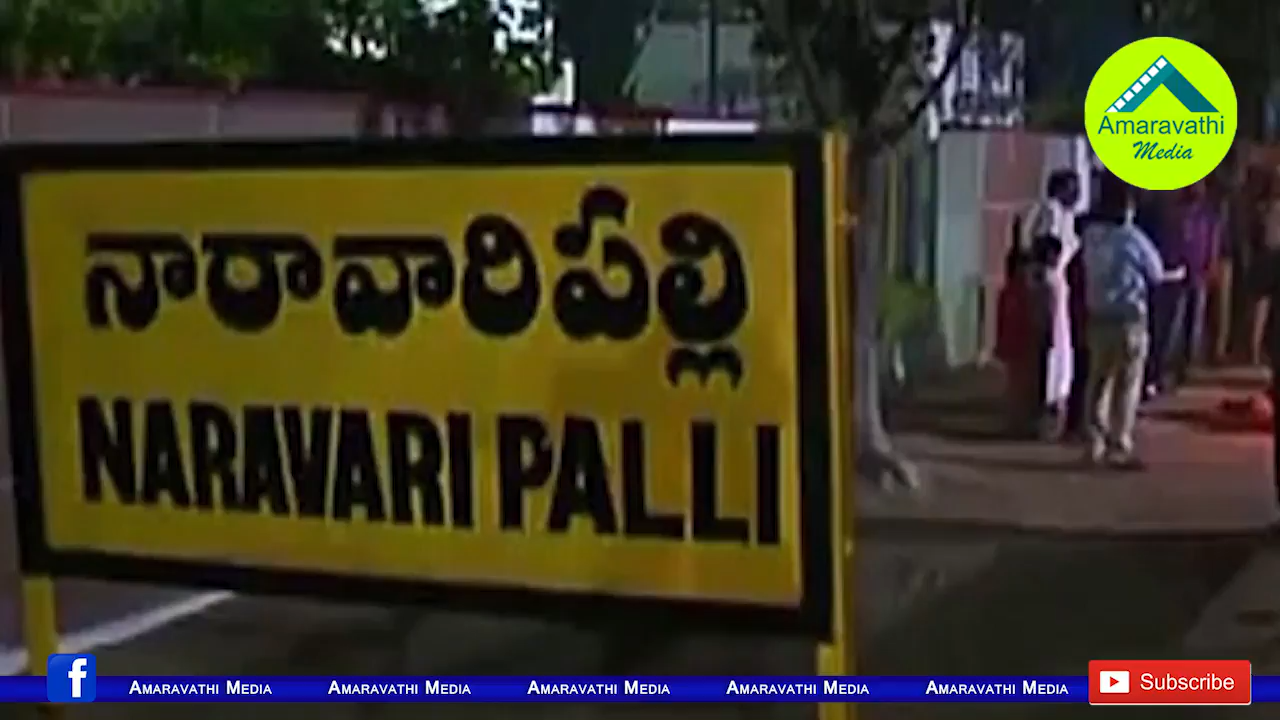 Amaravathi
Media
నారావారిపల్లి
NARAVARI PALLI
f Amaravathi Media Amaravathi Media Amaravathi Media Amaravathi Media Amaravathi Media Subscribe